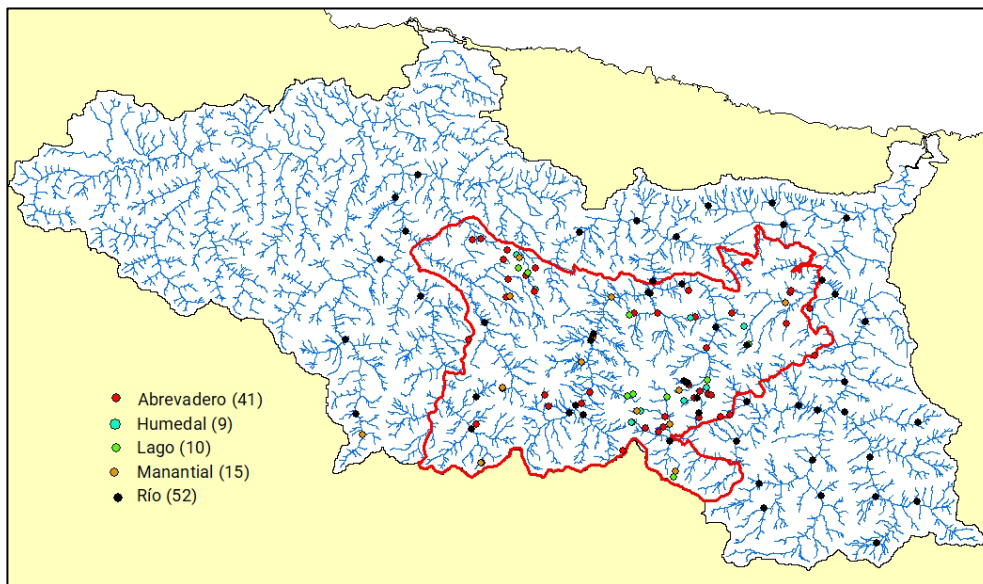 Abrevadero (41)
Humedal (9)
Lago (10)
Manantial (15)
Río (52)